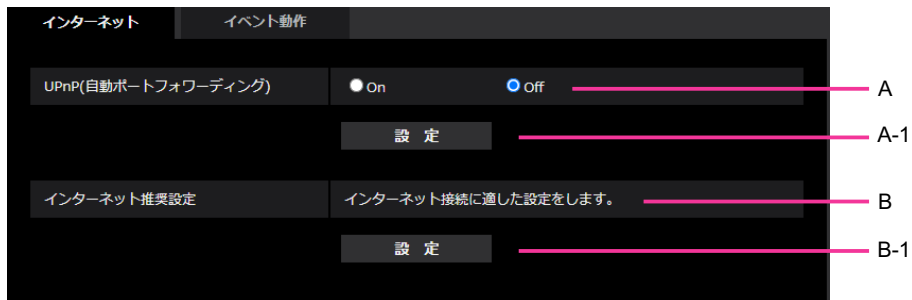 インターネット イベント動作
UPnP(自動ポートフォワーディング) On Off A
設 定 A-1
インターネット推奨設定 インターネット接続に適した設定をします。 B
設 定 B-1